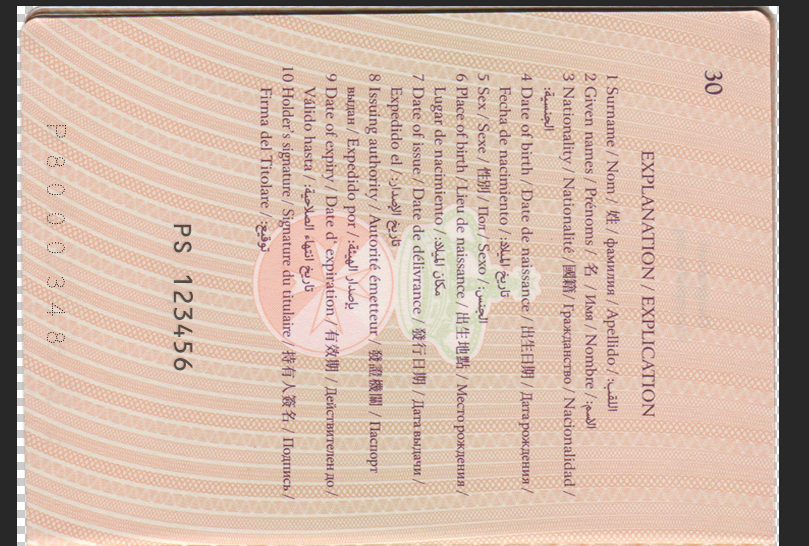 30
EXPLANATION / EXPLICATION
1 Surname / Nom / 姓 / фамилия / Apellido / اللقب:
2 Given names / Prénoms / 名 / Имя / Nombre / الاسم:
3 Nationality / Nationalité / 國籍 / Гражданство / Nacionalidad /
الجنسية:
4 Date of birth / Date de naissance / 出生日期 / Дата рождения /
Fecha de nacimiento / تاريخ الميلاد:
5 Sex / Sexe / 性別 / Пол / Sexo / الجنس:
6 Place of birth / Lieu de naissance / 出生地點 / Место рождения /
Lugar de nacimiento / مكان الميلاد:
7 Date of issue / Date de délivrance / 發行日期 / Дата выдачи /
Expedido el / تاريخ الإصدار:
8 Issuing authority / Autorité émetteur / 發證機關 / Паспорт
выдан / Expedido por / بإصدار الهيئة:
9 Date of expiry / Date d' expiration / 有效期 / Действителен до /
Válido hasta / تاريخ انتهاء الصلاحية:
10 Holder's signature / Signature du titulaire / 持有人簽名 / Подпись /
Firma del Titolare / توقيع:
PS 123456
P8000348